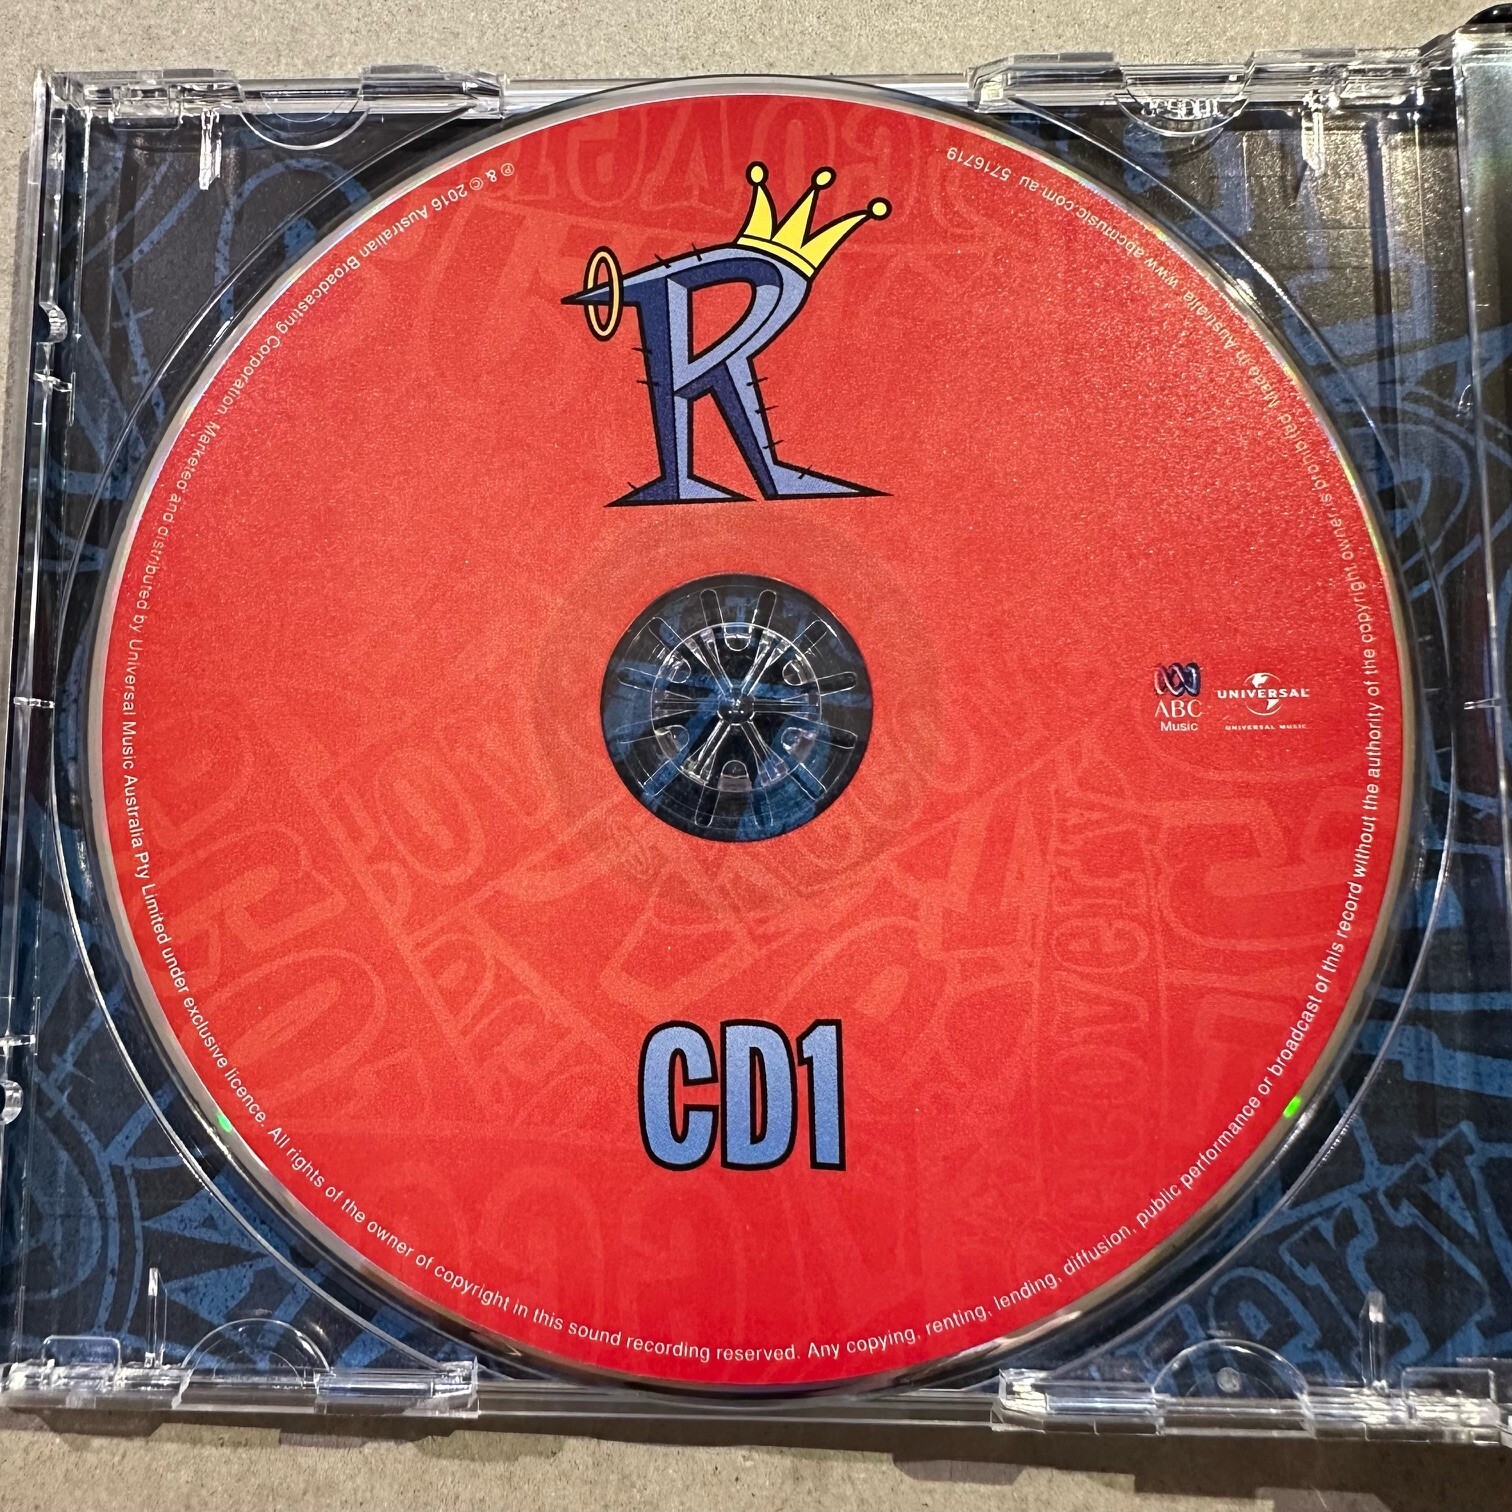 R
ABC
Music
UNIVERSAL
UNIVERSAL MUSIC
CD1
℗ & © 2016 Australian Broadcasting Corporation. Marketed and distributed by Universal Music Australia Pty Limited under exclusive licence. All rights of the owner of copyright in this sound recording reserved. Any copying, renting, lending, diffusion, public performance or broadcast of this record without the authority of the copyright owner is prohibited. Made in Australia. www.abcmusic.com.au 5716719